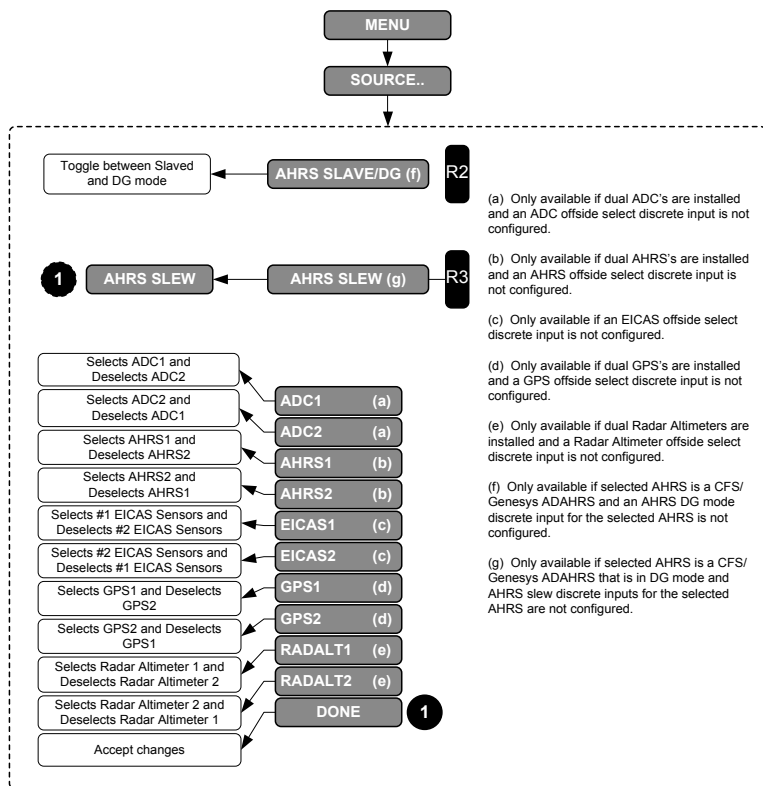 MENU
SOURCE..
Toggle between Slaved
and DG mode
AHRS SLAVE/DG (f)
R2
1
AHRS SLEW
AHRS SLEW (g)
R3
Selects ADC1 and
Deselects ADC2
Selects ADC2 and
Deselects ADC1
Selects AHRS1 and
Deselects AHRS2
Selects AHRS2 and
Deselects AHRS1
Selects #1 EICAS Sensors and
Deselects #2 EICAS Sensors
Selects #2 EICAS Sensors and
Deselects #1 EICAS Sensors
Selects GPS1 and Deselects
GPS2
Selects GPS2 and Deselects
GPS1
Selects Radar Altimeter 1 and
Deselects Radar Altimeter 2
Selects Radar Altimeter 2 and
Deselects Radar Altimeter 1
Accept changes
ADC1 (a)
ADC2 (a)
AHRS1 (b)
AHRS2 (b)
EICAS1 (c)
EICAS2 (c)
GPS1 (d)
GPS2 (d)
RADALT1 (e)
RADALT2 (e)
DONE
1
(a) Only available if dual ADC's are installed
and an ADC offside select discrete input is not
configured.
(b) Only available if dual AHRS's are installed
and an AHRS offside select discrete input is
not configured.
(c) Only available if an EICAS offside select
discrete input is not configured.
(d) Only available if dual GPS's are installed
and a GPS offside select discrete input is not
configured.
(e) Only available if dual Radar Altimeters are
installed and a Radar Altimeter offside select
discrete input is not configured.
(f) Only available if selected AHRS is a CFS/
Genesys ADAHRS and an AHRS DG mode
discrete input for the selected AHRS is not
configured.
(g) Only available if selected AHRS is a CFS/
Genesys ADAHRS that is in DG mode and
AHRS slew discrete inputs for the selected
AHRS are not configured.